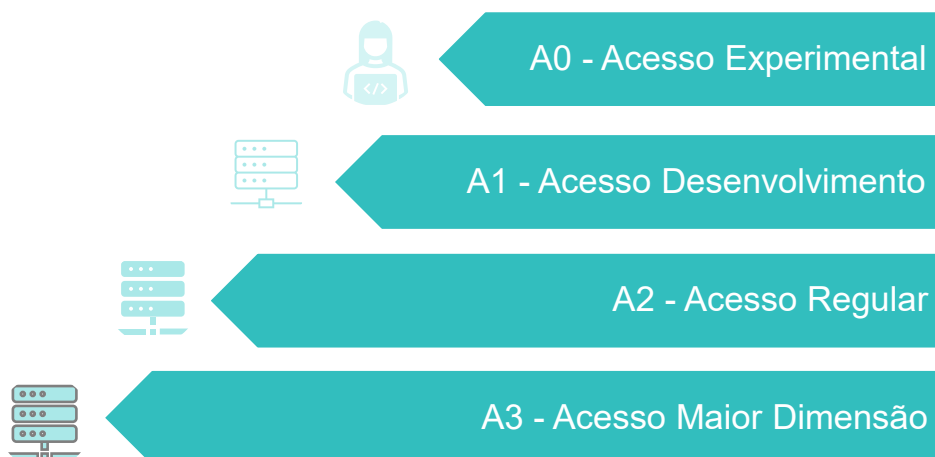 </>
A0 - Acesso Experimental
A1 - Acesso Desenvolvimento
A2 - Acesso Regular
A3 - Acesso Maior Dimensão